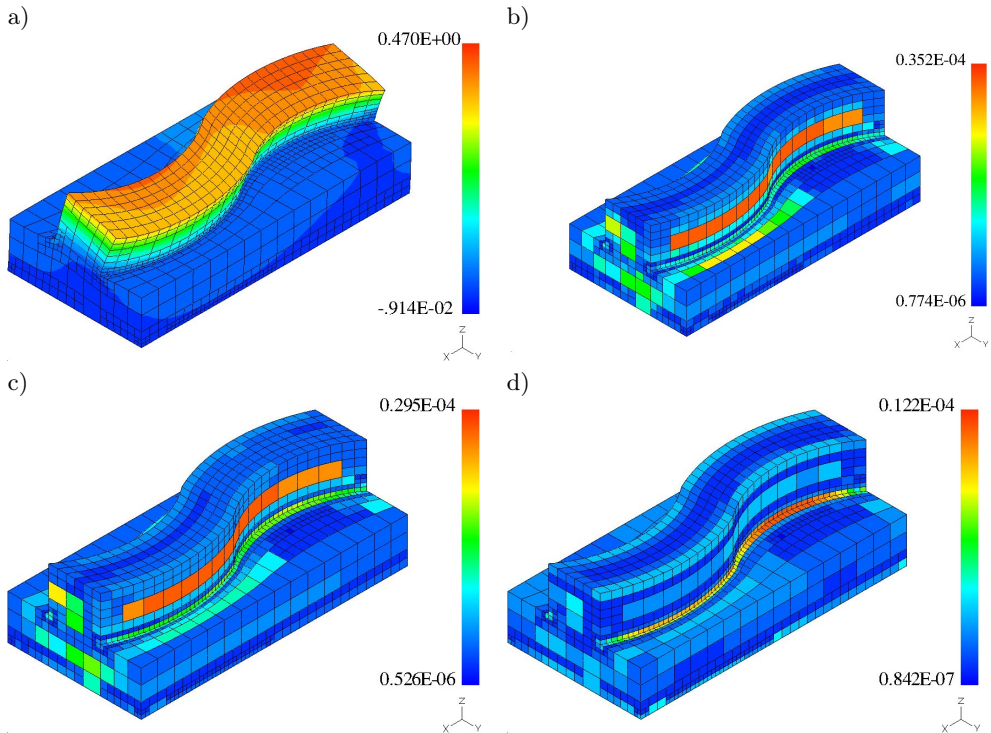 a)
0.470E+00
-.914E-02
Z
X Y
b)
0.352E-04
0.774E-06
Z
X Y
c)
0.295E-04
0.526E-06
Z
X Y
d)
0.122E-04
0.842E-07
Z
X Y